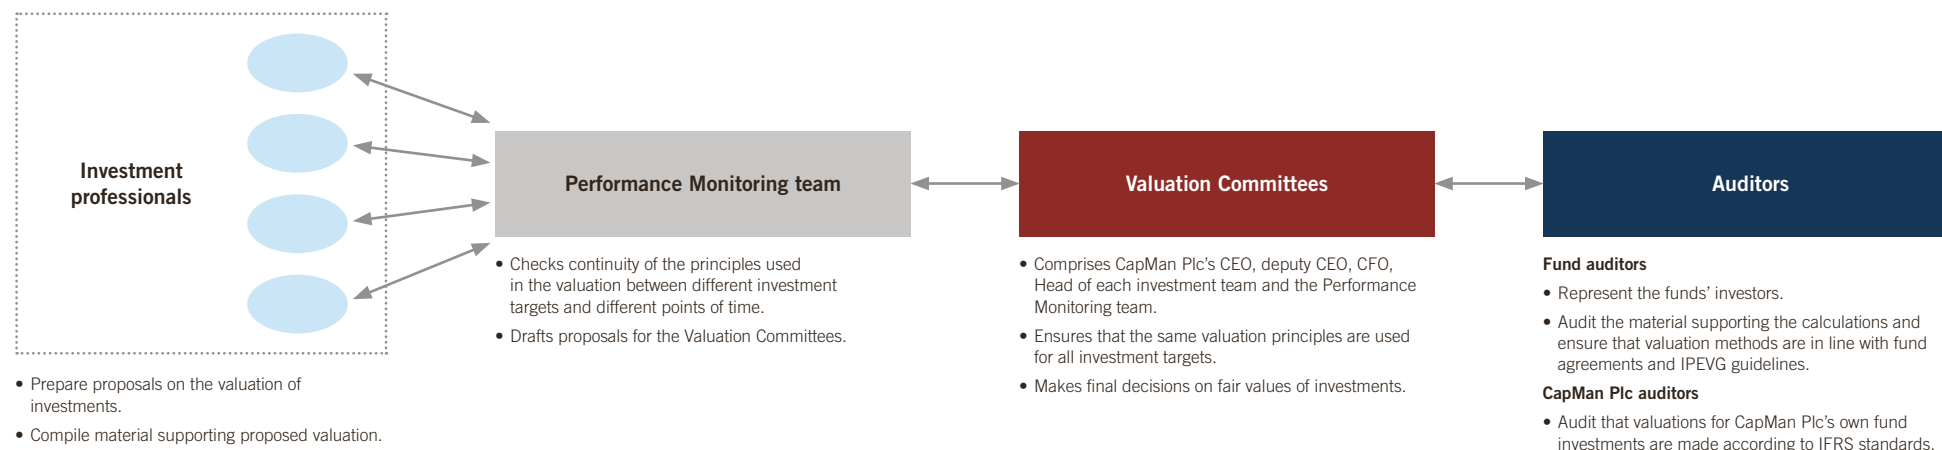 Investment
professionals
• Prepare proposals on the valuation of
investments.
• Compile material supporting proposed valuation.
Performance Monitoring team
• Checks continuity of the principles used
in the valuation between different investment
targets and different points of time.
• Drafts proposals for the Valuation Committees.
Valuation Committees
• Comprises CapMan Plc’s CEO, deputy CEO, CFO,
Head of each investment team and the Performance
Monitoring team.
• Ensures that the same valuation principles are used
for all investment targets.
• Makes final decisions on fair values of investments.
Auditors
Fund auditors
• Represent the funds’ investors.
• Audit the material supporting the calculations and
ensure that valuation methods are in line with fund
agreements and IPEVG guidelines.
CapMan Plc auditors
• Audit that valuations for CapMan Plc’s own fund
investments are made according to IFRS standards.